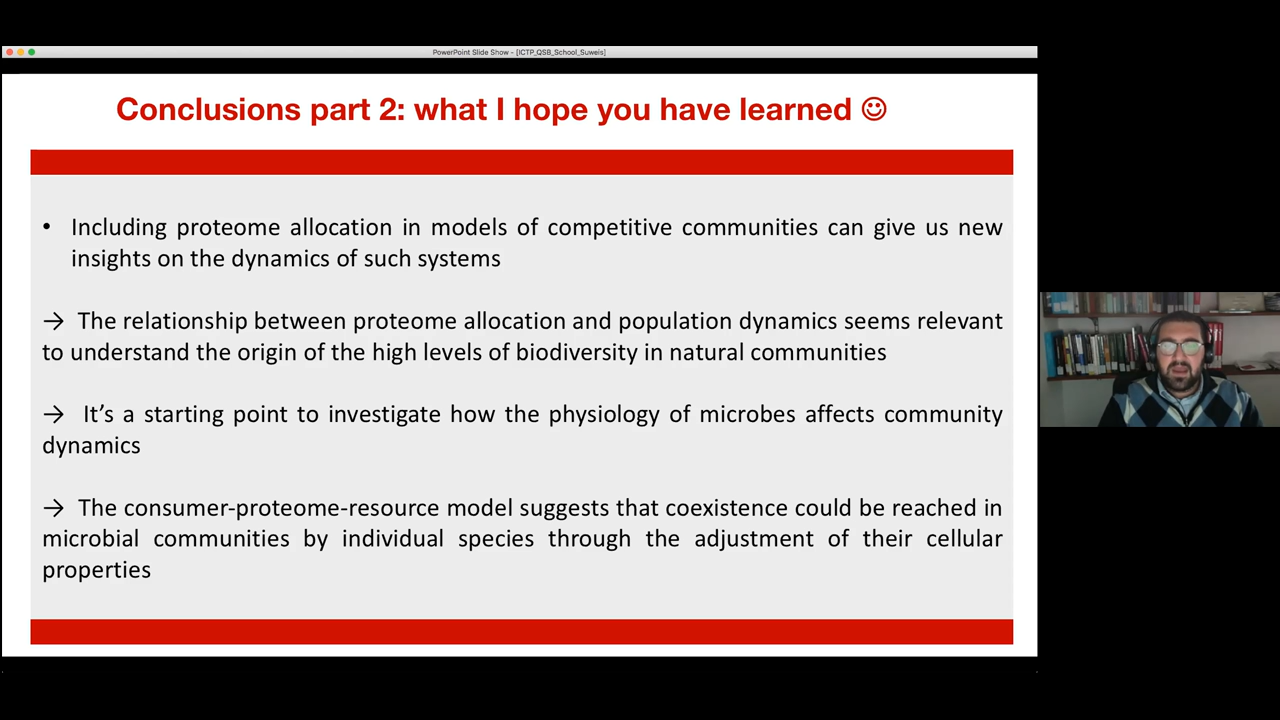 PowerPoint Slide Show - [ICTP_QSB_School_Suweis]
Conclusions part 2: what I hope you have learned ☺
• Including proteome allocation in models of competitive communities can give us new
insights on the dynamics of such systems
→ The relationship between proteome allocation and population dynamics seems relevant
to understand the origin of the high levels of biodiversity in natural communities
→ It’s a starting point to investigate how the physiology of microbes affects community
dynamics
→ The consumer-proteome-resource model suggests that coexistence could be reached in
microbial communities by individual species through the adjustment of their cellular
properties